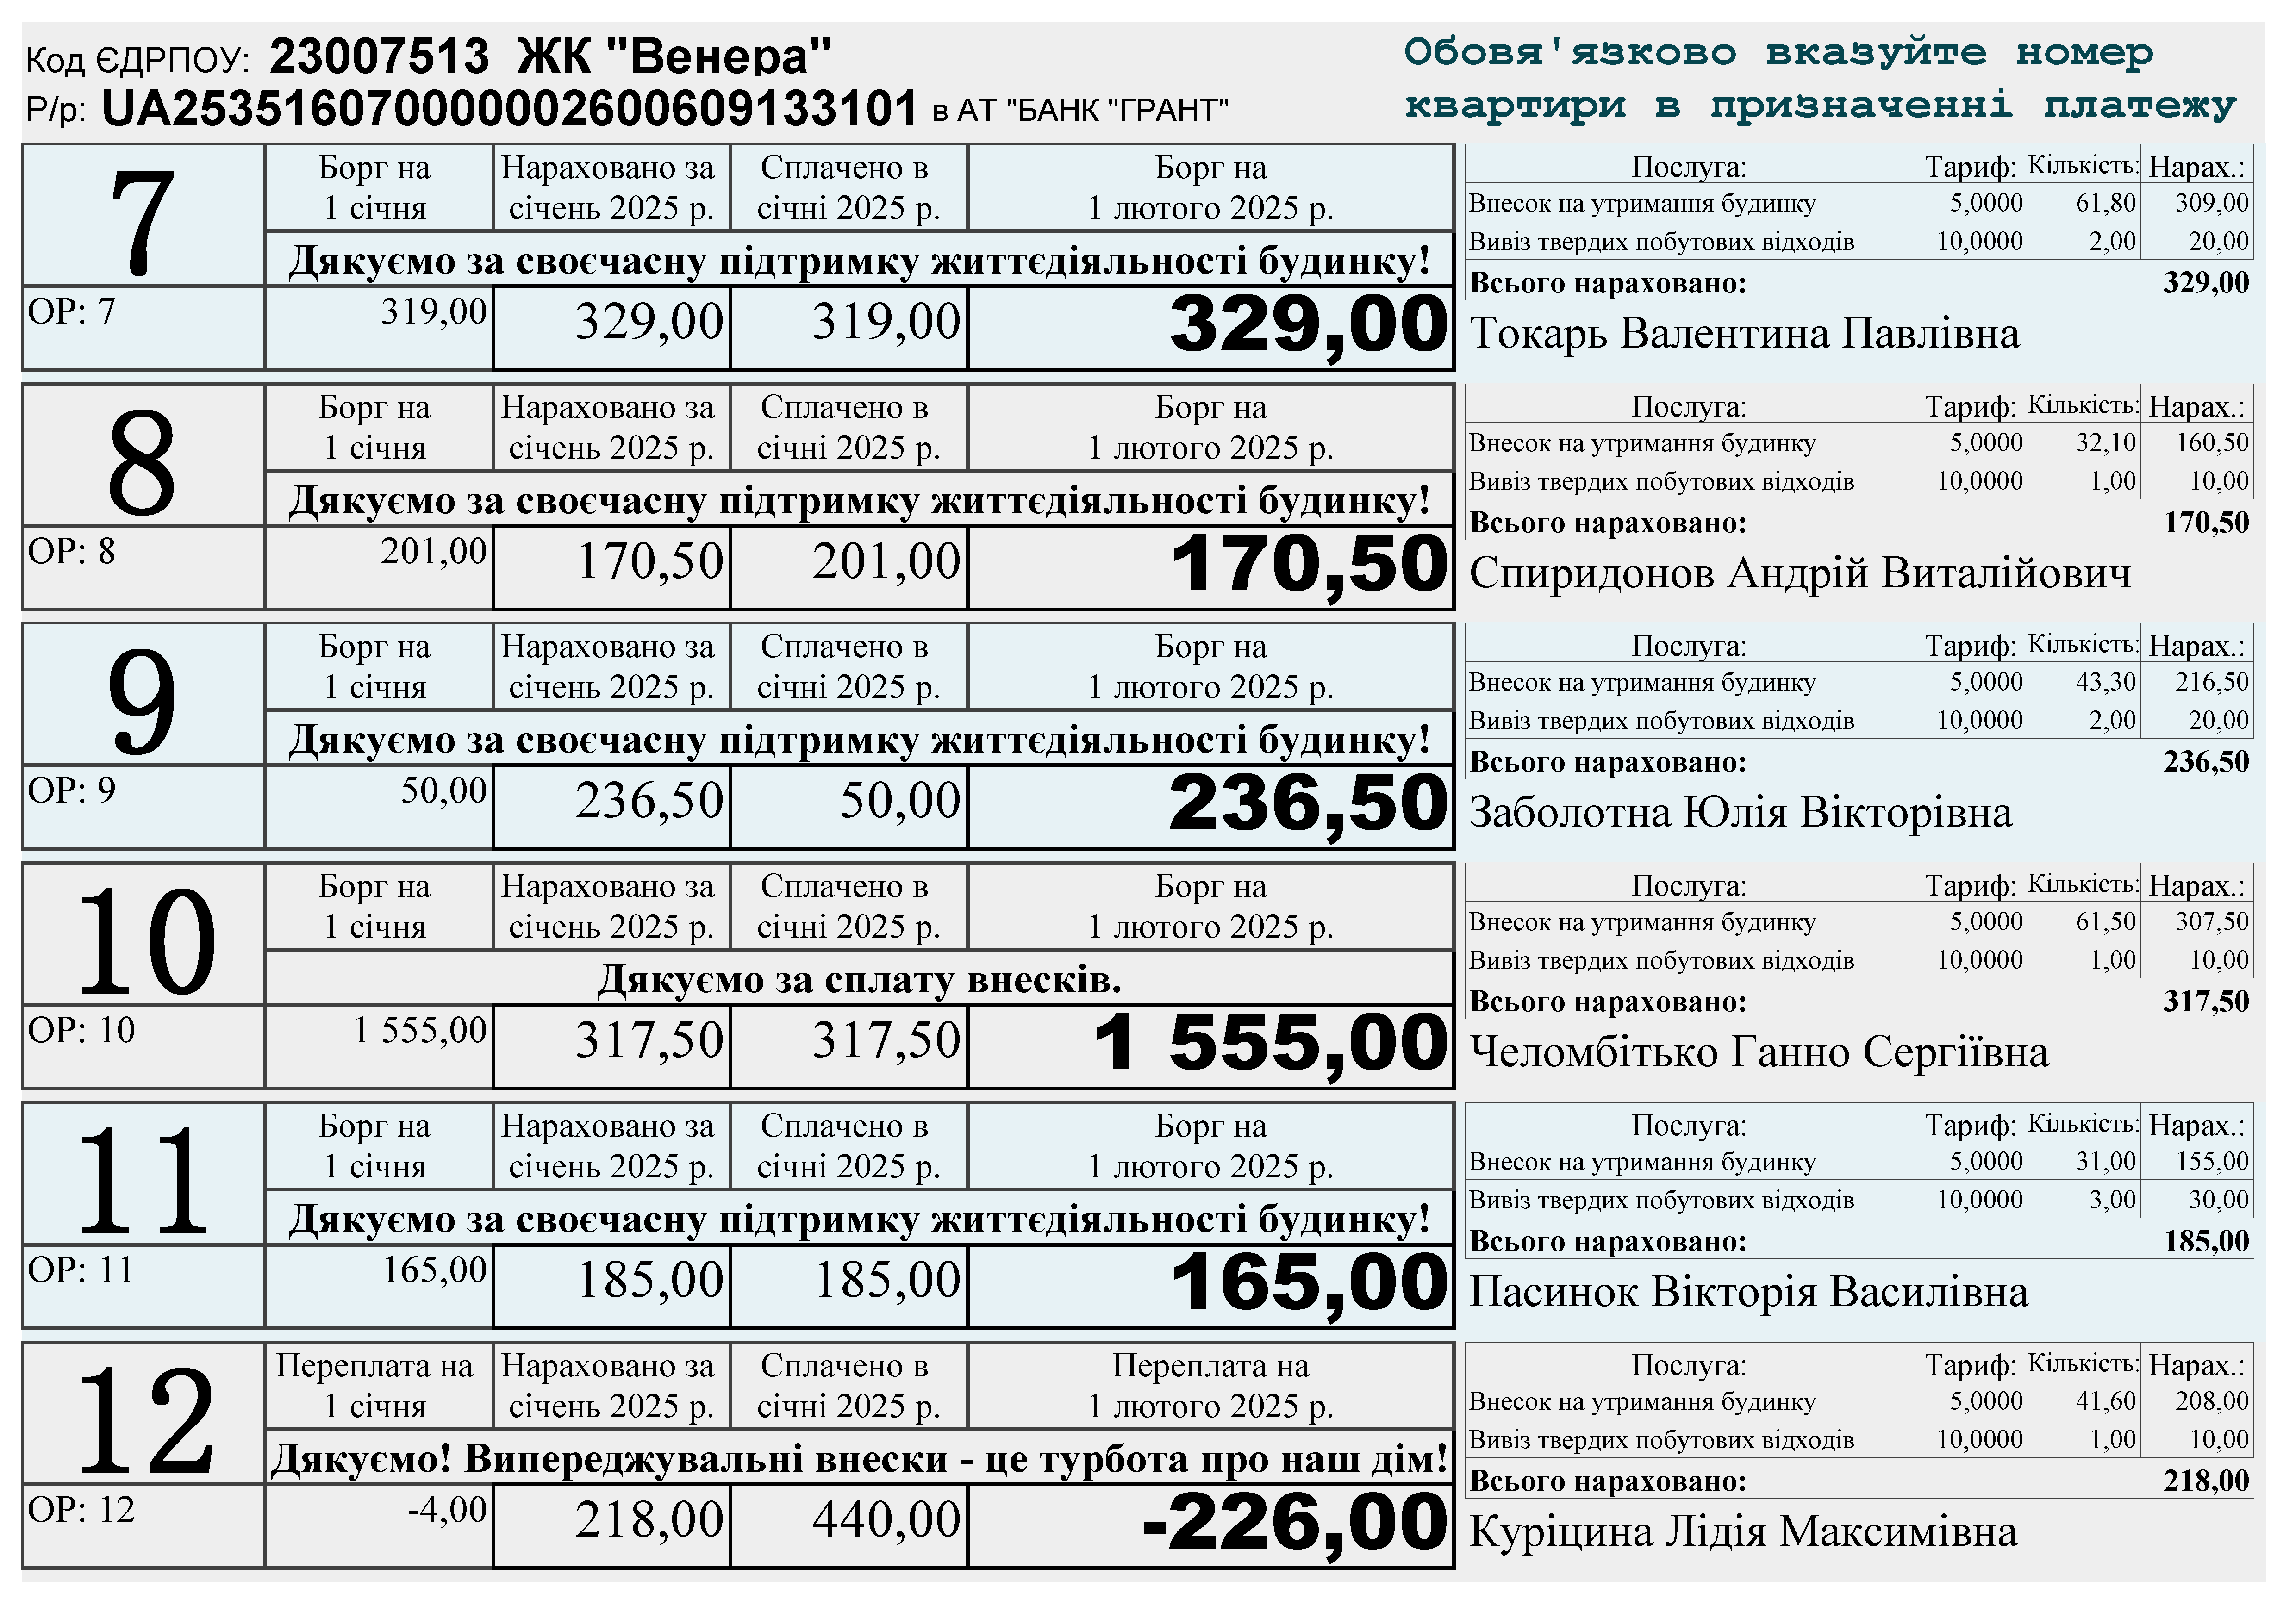 Код ЄДРПОУ: 23007513 ЖК "Венера"
Р/р: UA253516070000002600609133101 в АТ "БАНК "ГРАНТ"
Обовя'язково вказуйте номер
квартири в призначенні платежу
7
Борг на
1 січня
Нараховано за
січень 2025 р.
Сплачено в
січні 2025 р.
Борг на
1 лютого 2025 р.
Дякуємо за своєчасну підтримку життєдіяльності будинку!
ОР: 7 319,00 329,00 319,00 329,00
Послуга: Тариф: Кількість: Нарах.:
Внесок на утримання будинку 5,0000 61,80 309,00
Вивіз твердих побутових відходів 10,0000 2,00 20,00
Всього нараховано: 329,00
Токарь Валентина Павлівна
8
Борг на
1 січня
Нараховано за
січень 2025 р.
Сплачено в
січні 2025 р.
Борг на
1 лютого 2025 р.
Дякуємо за своєчасну підтримку життєдіяльності будинку!
ОР: 8 201,00 170,50 201,00 170,50
Послуга: Тариф: Кількість: Нарах.:
Внесок на утримання будинку 5,0000 32,10 160,50
Вивіз твердих побутових відходів 10,0000 1,00 10,00
Всього нараховано: 170,50
Спиридонов Андрій Виталійович
9
Борг на
1 січня
Нараховано за
січень 2025 р.
Сплачено в
січні 2025 р.
Борг на
1 лютого 2025 р.
Дякуємо за своєчасну підтримку життєдіяльності будинку!
ОР: 9 50,00 236,50 50,00 236,50
Послуга: Тариф: Кількість: Нарах.:
Внесок на утримання будинку 5,0000 43,30 216,50
Вивіз твердих побутових відходів 10,0000 2,00 20,00
Всього нараховано: 236,50
Заболотна Юлія Вікторівна
10
Борг на
1 січня
Нараховано за
січень 2025 р.
Сплачено в
січні 2025 р.
Борг на
1 лютого 2025 р.
Дякуємо за сплату внесків.
ОР: 10 1 555,00 317,50 317,50 1 555,00
Послуга: Тариф: Кількість: Нарах.:
Внесок на утримання будинку 5,0000 61,50 307,50
Вивіз твердих побутових відходів 10,0000 1,00 10,00
Всього нараховано: 317,50
Челомбітько Ганно Сергіївна
11
Борг на
1 січня
Нараховано за
січень 2025 р.
Сплачено в
січні 2025 р.
Борг на
1 лютого 2025 р.
Дякуємо за своєчасну підтримку життєдіяльності будинку!
ОР: 11 165,00 185,00 185,00 165,00
Послуга: Тариф: Кількість: Нарах.:
Внесок на утримання будинку 5,0000 31,00 155,00
Вивіз твердих побутових відходів 10,0000 3,00 30,00
Всього нараховано: 185,00
Пасинок Вікторія Василівна
12
Переплата на
1 січня
Нараховано за
січень 2025 р.
Сплачено в
січні 2025 р.
Переплата на
1 лютого 2025 р.
Дякуємо! Випереджувальні внески - це турбота про наш дім!
ОР: 12 -4,00 218,00 440,00 -226,00
Послуга: Тариф: Кількість: Нарах.:
Внесок на утримання будинку 5,0000 41,60 208,00
Вивіз твердих побутових відходів 10,0000 1,00 10,00
Всього нараховано: 218,00
Куріцина Лідія Максимівна